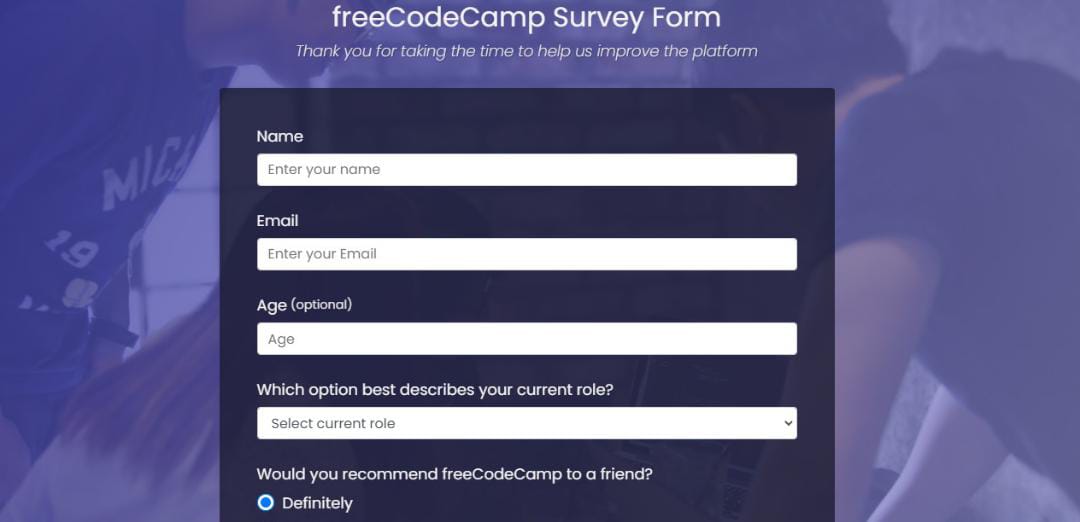 freeCodeCamp Survey Form
Thank you for taking the time to help us improve the platform
Name
Enter your name
Email
Enter your Email
Age (optional)
Age
Which option best describes your current role?
Select current role
Would you recommend freeCodeCamp to a friend?
Definitely
19